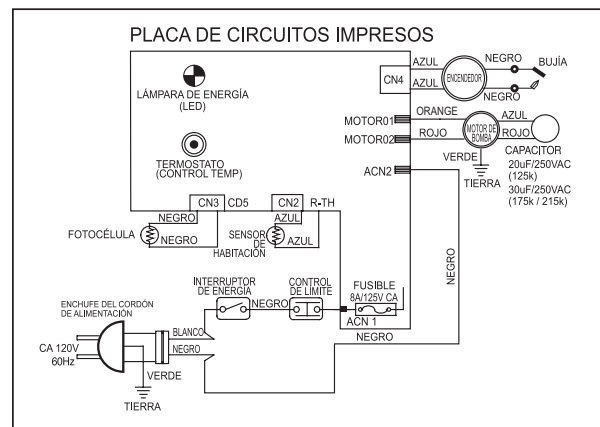 PLACA DE CIRCUITOS IMPRESOS
LÁMPARA DE ENERGÍA
(LED)
TERMOSTATO
(CONTROL TEMP)
CN4
AZUL
AZUL
ENCENDEDOR
NEGRO
NEGRO
BUJÍA
MOTOR01
ORANGE
MOTOR02
ROJO
MOTOR DE
BOMBA
AZUL
ROJO
VERDE
TIERRA
CAPACITOR
20uF/250VAC
(125k)
30uF/250VAC
(175k / 215k)
ACN2
NEGRO
CN3
CD5
CN2
R-TH
NEGRO
FOTOCÉLULA
NEGRO
AZUL
SENSOR
DE
HABITACIÓN
AZUL
INTERRUPTOR
DE ENERGÍA
NEGRO
CONTROL
DE LÍMITE
FUSIBLE
8A/125V CA
ACN 1
NEGRO
ENCHUFE DEL CORDÓN
DE ALIMENTACIÓN
CA 120V
60Hz
BLANCO
NEGRO
VERDE
TIERRA